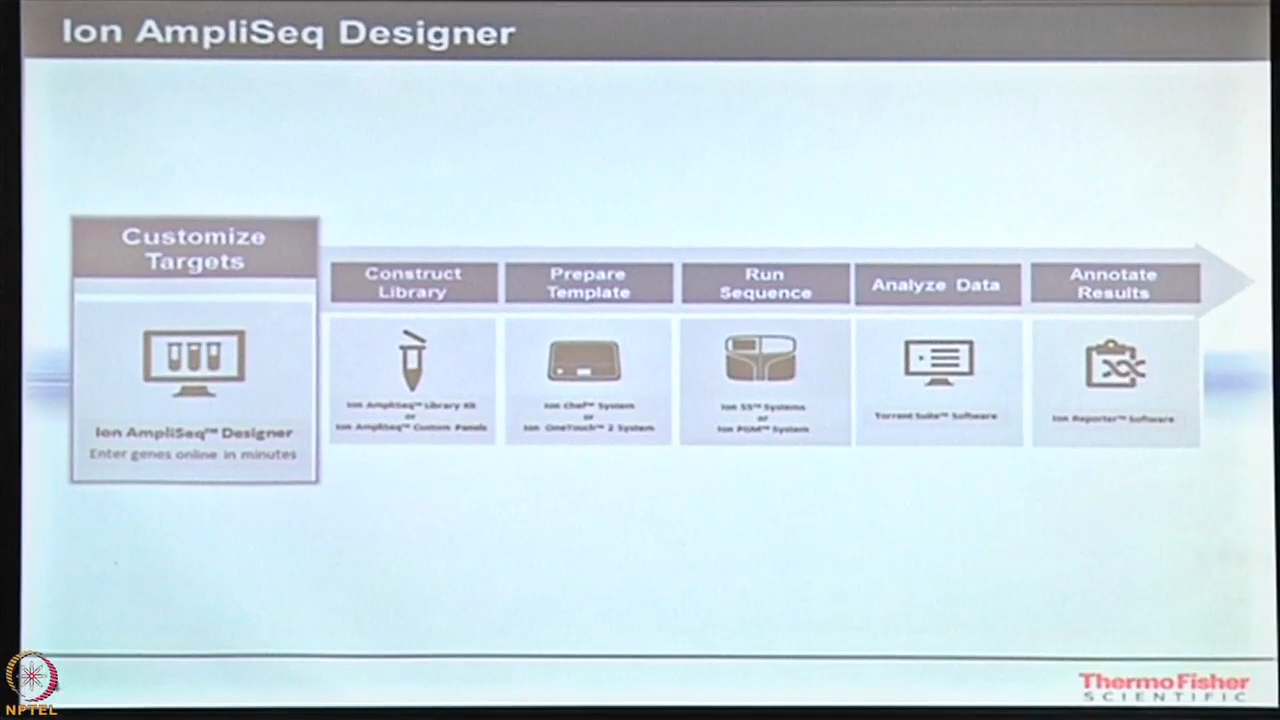 Ion AmpliSeq Designer
Customize
Targets
Ion AmpliSeq™ Designer
Enter genes online in minutes
Construct
Library
Ion AmpliSeq™ Library Kit
or
Ion AmpliSeq™ Custom Panels
Prepare
Template
Ion Chef™ System
or
Ion OneTouch™ 2 System
Run
Sequence
Ion S5™ Systems
or
Ion PGM™ System
Analyze Data
Torrent Suite™ Software
Annotate
Results
Ion Reporter™ Software
ThermoFisher
SCIENTIFIC
NPTEL